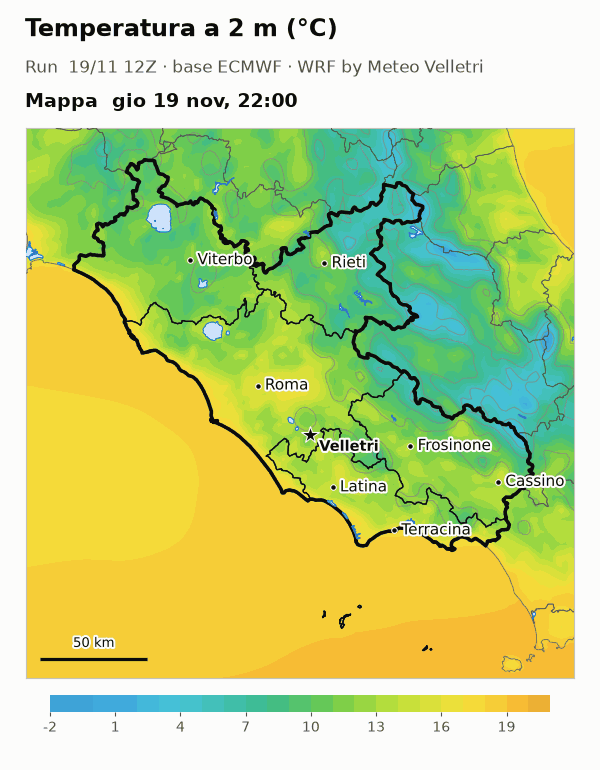 Temperatura a 2 m (°C)
Run 19/11 12Z · base ECMWF · WRF by Meteo Velletri
Mappa gio 19 nov, 22:00
Viterbo
Rieti
Roma
Velletri
Frosinone
Cassino
Latina
Terracina
50 km
-2 1 4 7 10 13 16 19